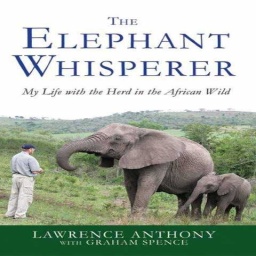 THE
ELEPHANT
WHISPERER
My Life with the Herd in the African Wild
LAWRENCE ANTHONY
WITH GRAHAM SPENCE